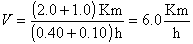 V = (2.0+1.0) Km / (0.40+0.10) h = 6.0 Km/h